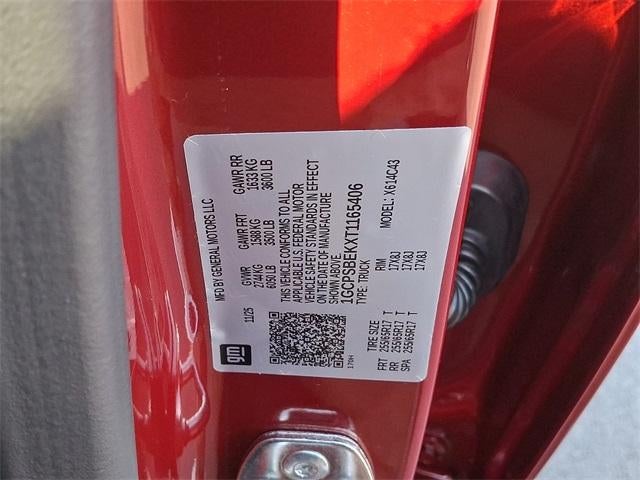 MFD BY GENERAL MOTORS LLC
11/25
GVWR GAWR FRT GAWR RR
2744 KG 1588 KG 1633 KG
6050 LB 3500 LB 3600 LB
THIS VEHICLE CONFORMS TO ALL
APPLICABLE U.S. FEDERAL MOTOR
VEHICLE SAFETY STANDARDS IN EFFECT
ON THE DATE OF MANUFACTURE
SHOWN ABOVE.
1GCPSBEKXT1165406
TYPE: TRUCK MODEL: X614C43
gm
170H
TIRE SIZE RIM
FRT 255/65R17 T 17X8J
RR 255/65R17 T 17X8J
SPA 255/65R17 T 17X8J